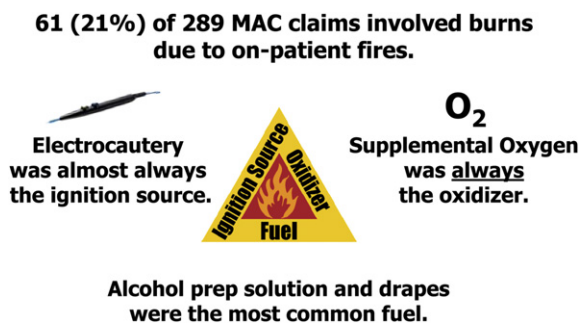 61 (21%) of 289 MAC claims involved burns
due to on-patient fires.
Electrocautery
was almost always
the ignition source.
Ignition Source
Oxidizer
Fuel
O₂
Supplemental Oxygen
was always
the oxidizer.
Alcohol prep solution and drapes
were the most common fuel.